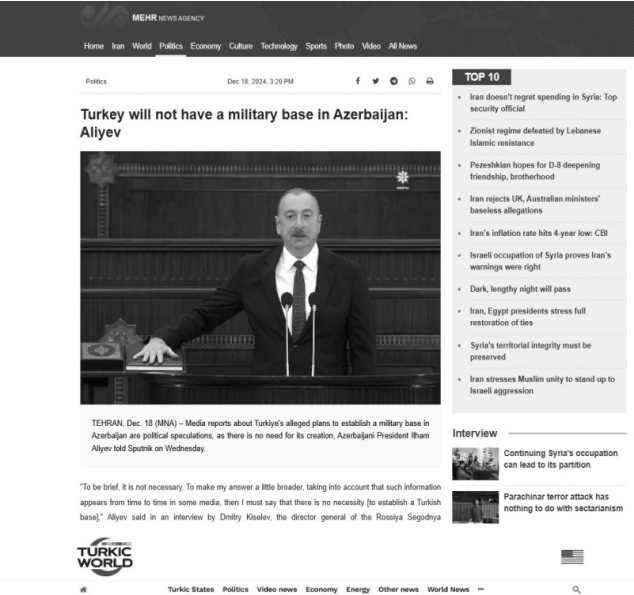 MEHR NEWS AGENCY
Home Iran World Politics Economy Culture Technology Sports Photo Video All News
Politics Dec 18, 2024, 3:20 PM
Turkey will not have a military base in Azerbaijan:
Aliyev
TEHRAN, Dec. 18 (MNA) – Media reports about Turkiye's alleged plans to establish a military base in
Azerbaijan are political speculations, as there is no need for its creation, Azerbaijani President Ilham
Aliyev told Sputnik on Wednesday.
"To be brief, it is not necessary. To make my answer a little broader, taking into account that such information
appears from time to time in some media, then I must say that there is no necessity [to establish a Turkish
base]," Aliyev said in an interview by Dmitry Kiselev, the director general of the Rossiya Segodnya
TOP 10
Iran doesn't regret spending in Syria: Top
security official
Zionist regime defeated by Lebanese
Islamic resistance
Pezeshkian hopes for D-8 deepening
friendship, brotherhood
Iran rejects UK, Australian ministers'
baseless allegations
Iran's inflation rate hits 4-year low: CBI
Israeli occupation of Syria proves Iran's
warnings were right
Dark, lengthy night will pass
Iran, Egypt presidents stress full
restoration of ties
Syria's territorial integrity must be
preserved
Iran stresses Muslim unity to stand up to
Israeli aggression
Interview
Continuing Syria's occupation
can lead to its partition
Parachinar terror attack has
nothing to do with sectarianism
TURKIC
WORLD
Turkic States Politics Video news Economy Energy Other news World News